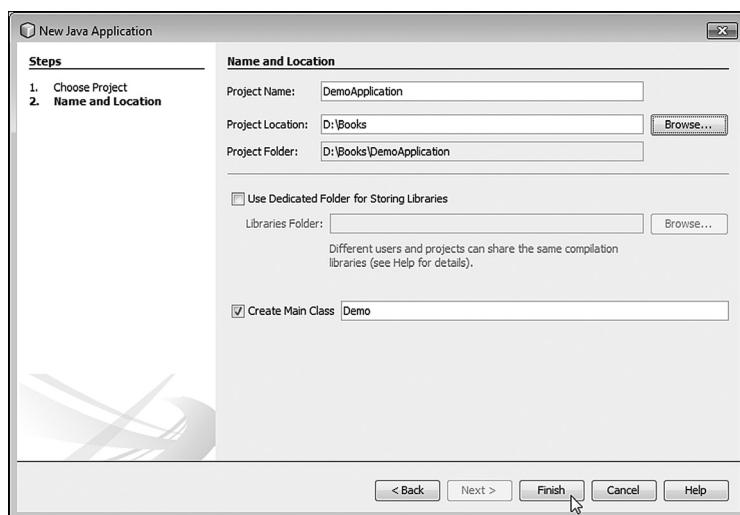 New Java Application
Steps
1. Choose Project
2. Name and Location
Name and Location
Project Name: DemoApplication
Project Location: D:\Books Browse...
Project Folder: D:\Books\DemoApplication
Use Dedicated Folder for Storing Libraries
Libraries Folder: Browse...
Different users and projects can share the same compilation
libraries (see Help for details).
Create Main Class Demo
< Back Next > Finish Cancel Help